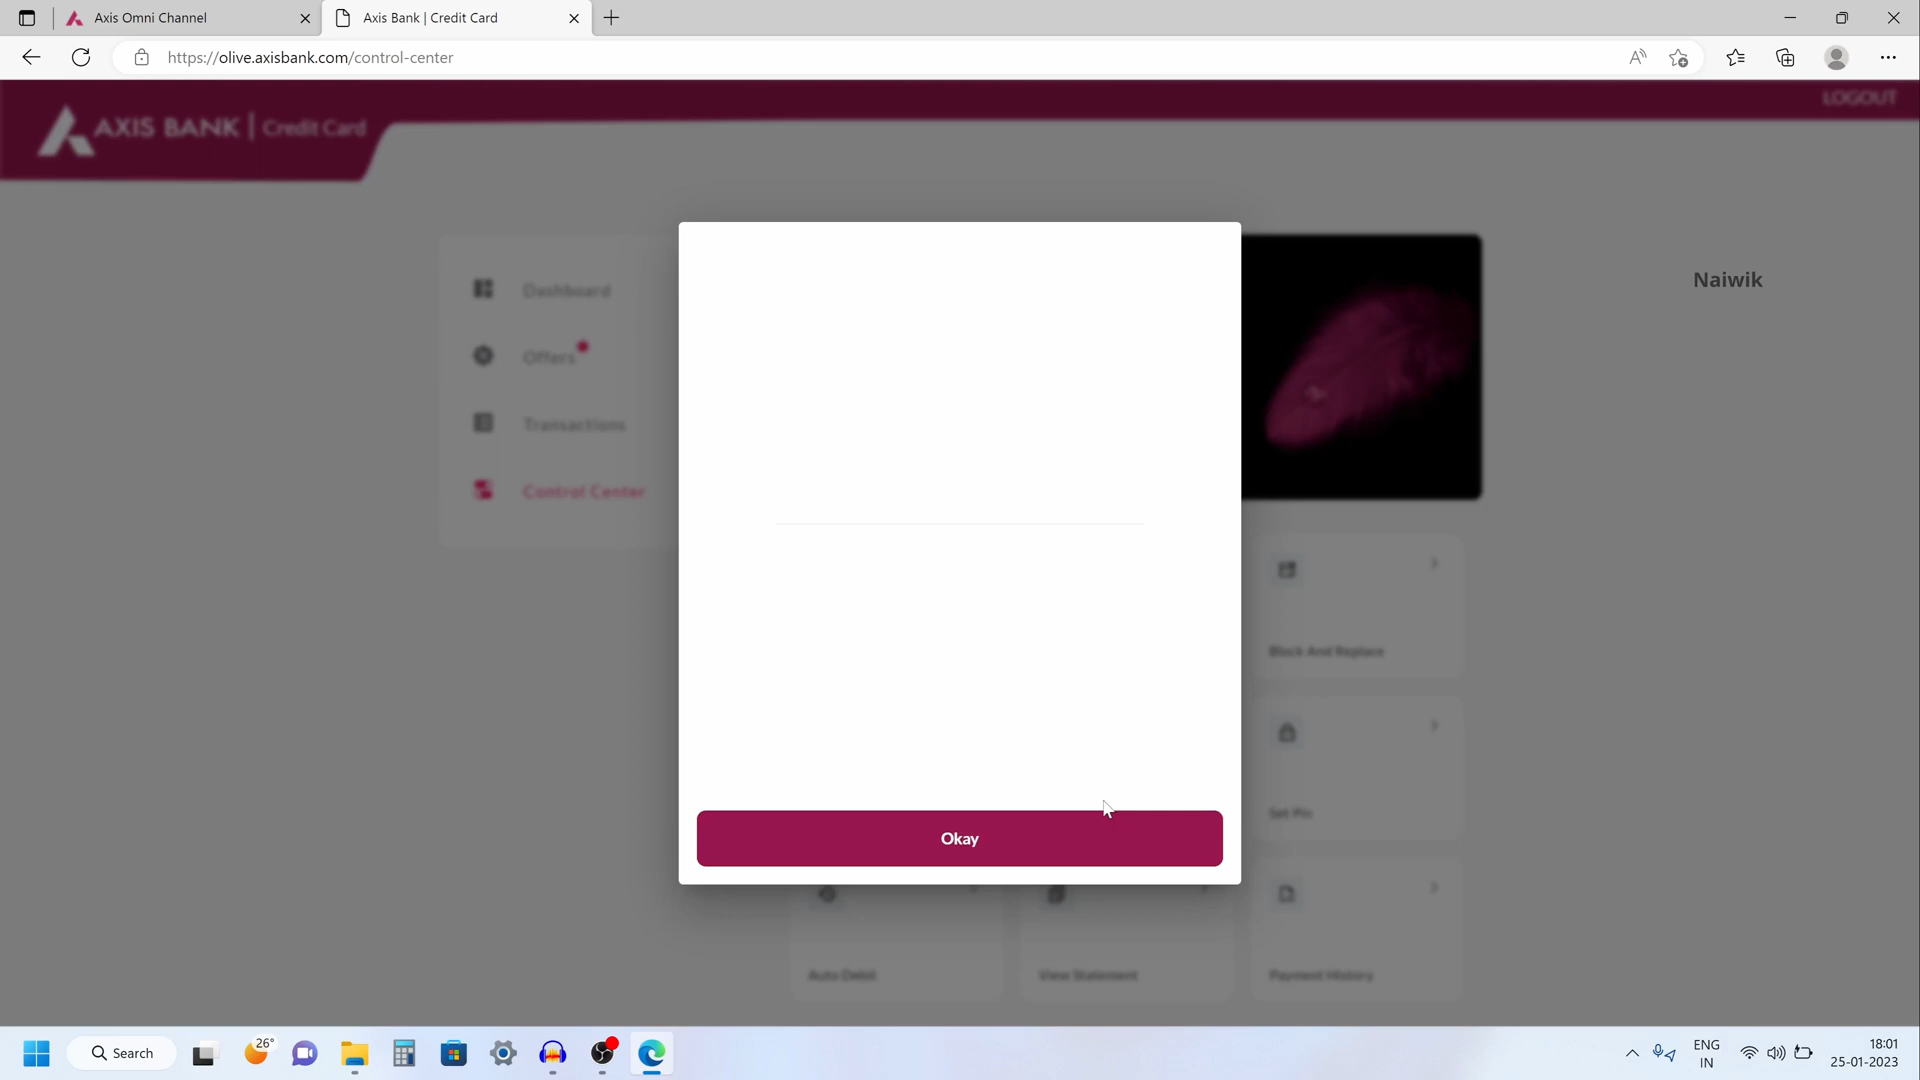 Axis Omni Channel
Axis Bank | Credit Card
https://olive.axisbank.com/control-center
LOGOUT
AXIS BANK | Credit Card
Naiwik
Dashboard
Offers
Transactions
Control Center
Block And Replace
Set Pin
Okay
Auto Debit
View Statement
Payment History
26°
Search
ENG
IN
18:01
25-01-2023